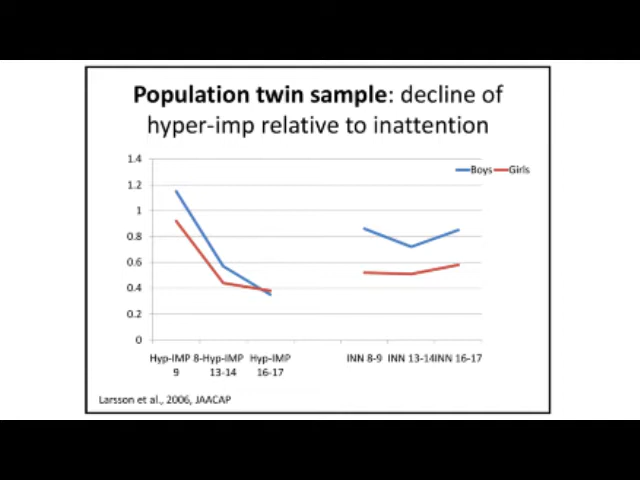 Population twin sample: decline of
hyper-imp relative to inattention
1.4
1.2
1
0.8
0.6
0.4
0.2
0
Boys Girls
Hyp-IMP 8-Hyp-IMP Hyp-IMP INN 8-9 INN 13-14INN 16-17
9 13-14 16-17
Larsson et al., 2006, JAACAP